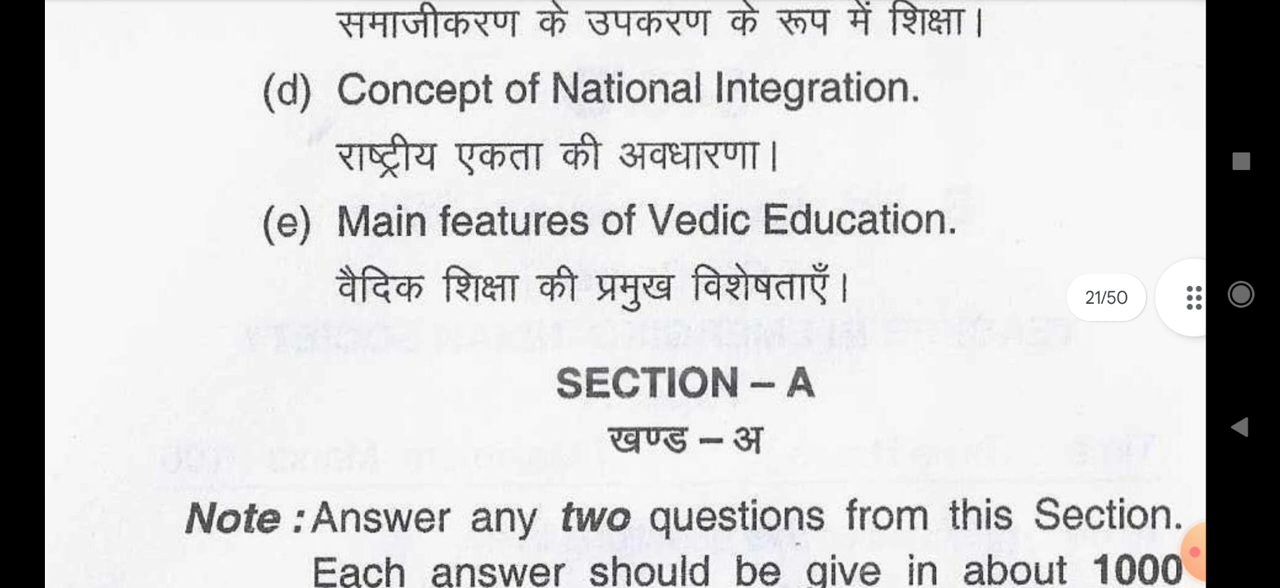 समाजीकरण के उपकरण के रूप में शिक्षा।
(d) Concept of National Integration.
राष्ट्रीय एकता की अवधारणा।
(e) Main features of Vedic Education.
वैदिक शिक्षा की प्रमुख विशेषताएँ।
21/50
SECTION – A
खण्ड – अ
Note : Answer any two questions from this Section.
Each answer should be give in about 1000